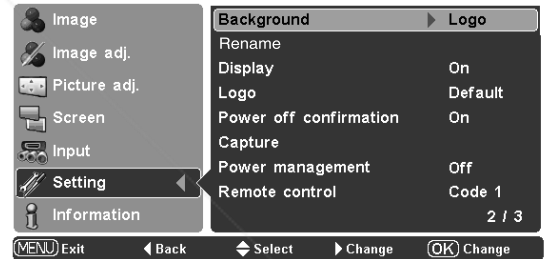 Image
Image adj.
Picture adj.
Screen
Input
Setting
Information
Background Logo
Rename
Display On
Logo Default
Power off confirmation On
Capture
Power management Off
Remote control Code 1
2 / 3
MENU Exit Back Select Change OK Change